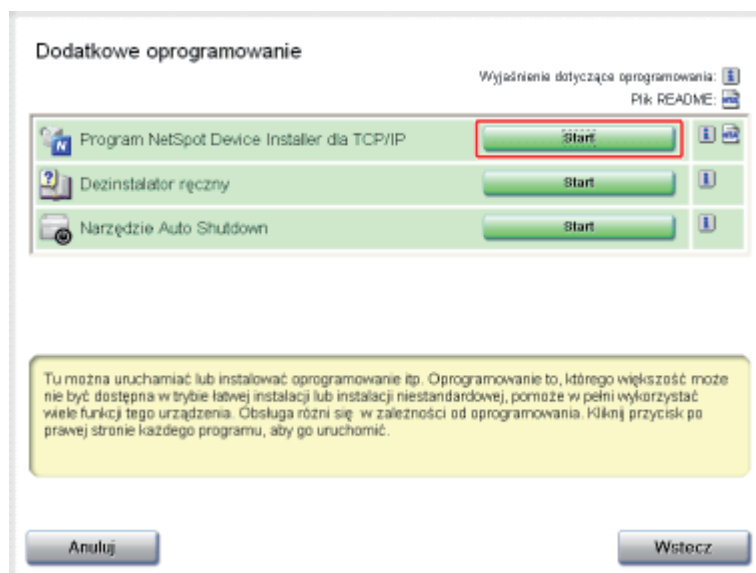 Dodatkowe oprogramowanie
Wyjaśnienie dotyczące oprogramowania:
Plik README:
Program NetSpot Device Installer dla TCP/IP
Start
Dezinstalator ręczny
Start
Narzędzie Auto Shutdown
Start
Tu można uruchamiać lub instalować oprogramowanie itp. Oprogramowanie to, którego większość może
nie być dostępna w trybie łatwej instalacji lub instalacji niestandardowej, pomoże w pełni wykorzystać
wiele funkcji tego urządzenia. Obsługa różni się w zależności od oprogramowania. Kliknij przycisk po
prawej stronie każdego programu, aby go uruchomić.
Anuluj
Wstecz